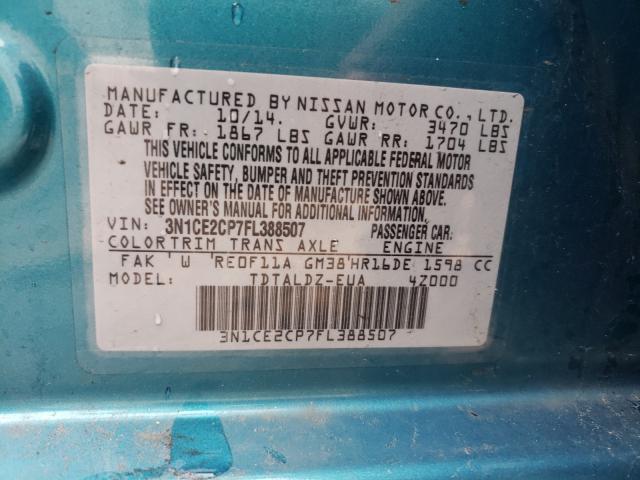 MANUFACTURED BY NISSAN MOTOR CO., LTD.
DATE: 10/14. GVWR: 3470 LBS
GAWR FR: 1867 LBS GAWR RR: 1704 LBS
THIS VEHICLE CONFORMS TO ALL APPLICABLE FEDERAL MOTOR
VEHICLE SAFETY, BUMPER AND THEFT PREVENTION STANDARDS
IN EFFECT ON THE DATE OF MANUFACTURE SHOWN ABOVE.
SEE OWNER'S MANUAL FOR ADDITIONAL INFORMATION.
VIN: 3N1CE2CP7FL388507 PASSENGER CAR.
COLOR TRIM TRANS AXLE ENGINE
FAK ' W ' RE0F11A GM38 ' HR16DE 1598 CC
MODEL: TDTALDZ-EUA 4Z000
3N1CE2CP7FL388507